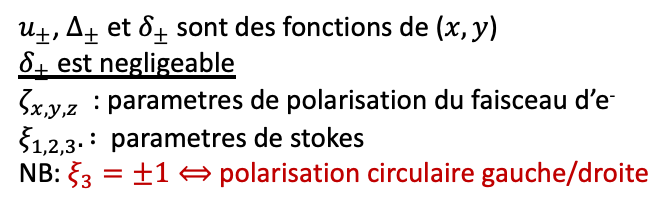 u±, Δ± et δ± sont des fonctions de (x, y)
δ± est negligeable
ζx,y,z : parametres de polarisation du faisceau d’e-
ξ1,2,3. : parametres de stokes
NB: ξ3 = ±1 ⟺ polarisation circulaire gauche/droite